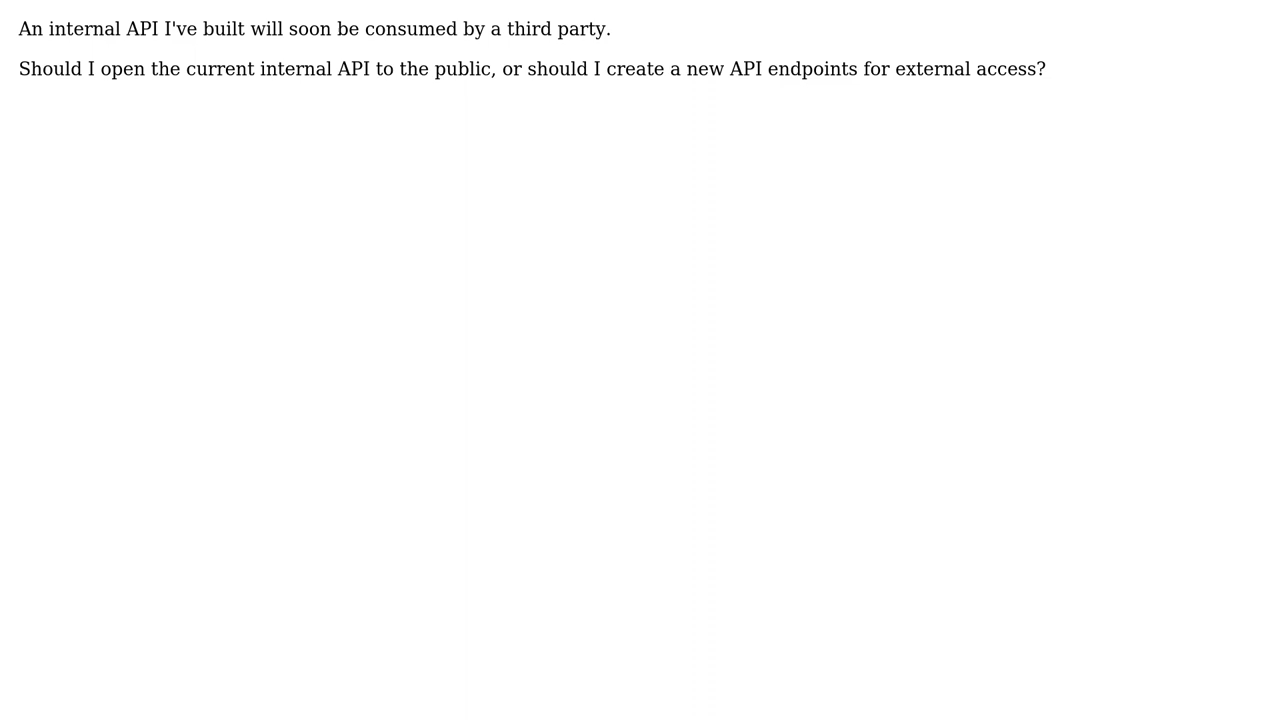 An internal API I've built will soon be consumed by a third party.
Should I open the current internal API to the public, or should I create a new API endpoints for external access?